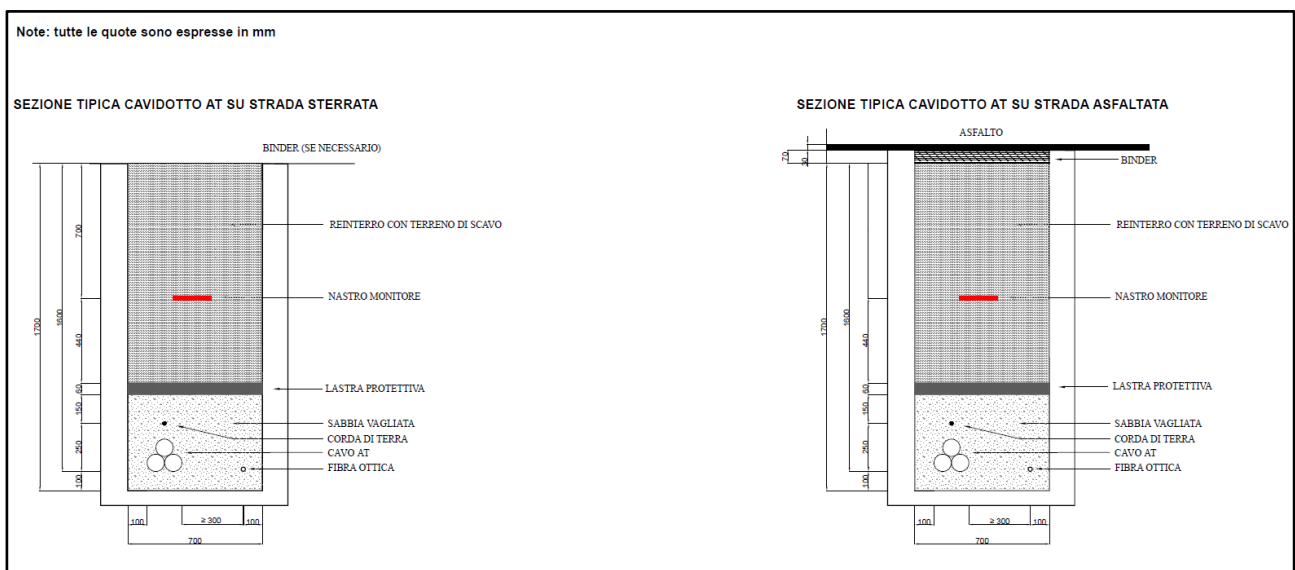 Note: tutte le quote sono espresse in mm
SEZIONE TIPICA CAVIDOTTO AT SU STRADA STERRATA
BINDER (SE NECESSARIO)
REINTERRO CON TERRENO DI SCAVO
NASTRO MONITORE
LASTRA PROTETTIVA
SABBIA VAGLIATA
CORDA DI TERRA
CAVO AT
FIBRA OTTICA
1700
1600
700
440
60
150
250
100
100
≥ 300
100
700
SEZIONE TIPICA CAVIDOTTO AT SU STRADA ASFALTATA
ASFALTO
BINDER
REINTERRO CON TERRENO DI SCAVO
NASTRO MONITORE
LASTRA PROTETTIVA
SABBIA VAGLIATA
CORDA DI TERRA
CAVO AT
FIBRA OTTICA
70
30
1700
1600
440
60
150
250
100
100
≥ 300
100
700